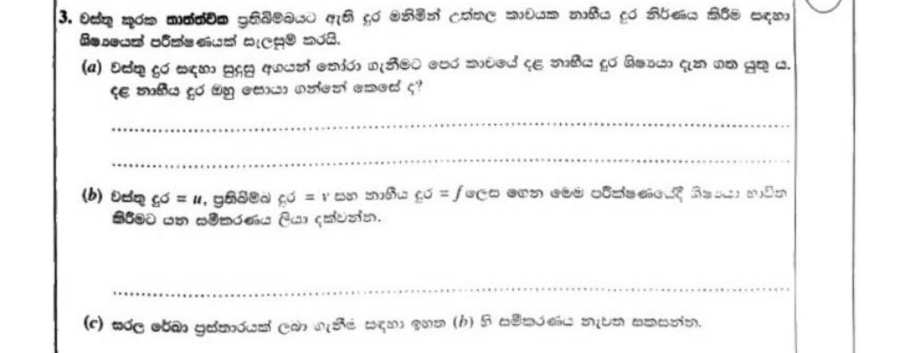 3. වස්තු කූරක තාත්ත්වික ප්‍රතිබිම්බයට ඇති දුර මනිමින් උත්තල කාචයක නාභීය දුර නිර්ණය කිරීම සඳහා
ශිෂ්‍යයෙක් පරීක්ෂණයක් සැලසුම් කරයි.
(a) වස්තු දුර සඳහා සුදුසු අගයන් තෝරා ගැනීමට පෙර කාචයේ දළ නාභීය දුර ශිෂ්‍යයා දැන ගත යුතු ය.
දළ නාභීය දුර ඔහු සොයා ගන්නේ කෙසේ ද?
(b) වස්තු දුර = u, ප්‍රතිබිම්බ දුර = v සහ නාභීය දුර = f ලෙස ගෙන මෙම පරීක්ෂණයේදී ශිෂ්‍යයා භාවිත
කිරීමට යන සමීකරණය ලියා දක්වන්න.
(c) සරල රේඛා ප්‍රස්තාරයක් ලබා ගැනීම සඳහා ඉහත (b) හි සමීකරණය නැවත සකසන්න.